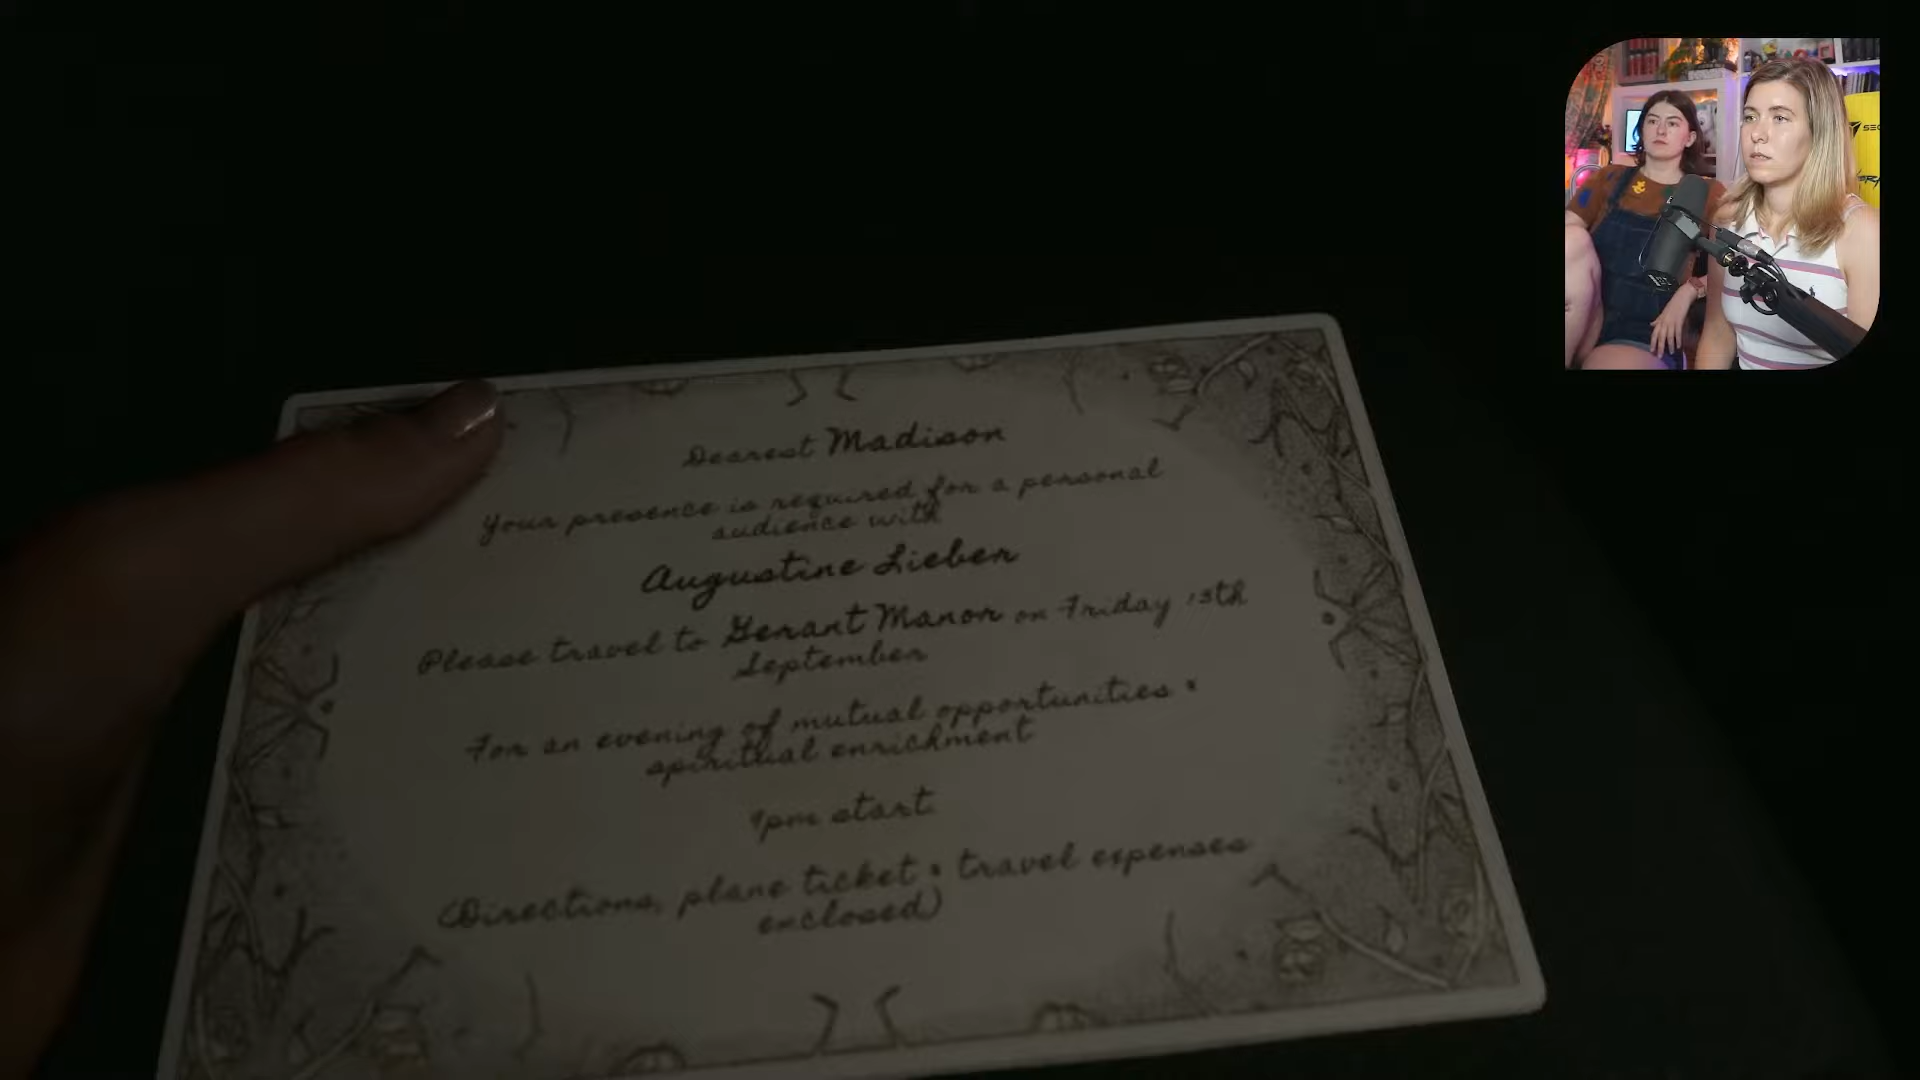 Dearest Madison
Your presence is required for a personal
audience with
Augustine Lieber
Please travel to Gerant Manor on Friday 13th
September
For an evening of mutual opportunities &
spiritual enrichment
9pm start
(Directions, plane ticket & travel expenses
enclosed)